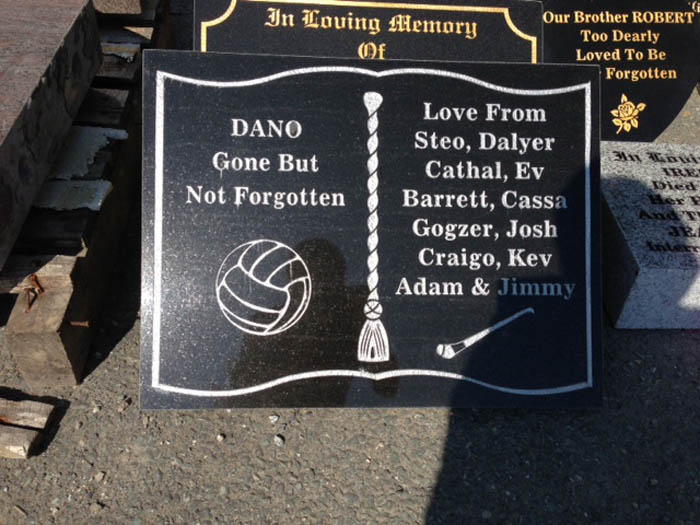 In Loving Memory
Of
Our Brother ROBERT
Too Dearly
Loved To Be
Forgotten
DANO
Gone But
Not Forgotten
Love From
Steo, Dalyer
Cathal, Ev
Barrett, Cassa
Gogzer, Josh
Craigo, Kev
Adam & Jimmy